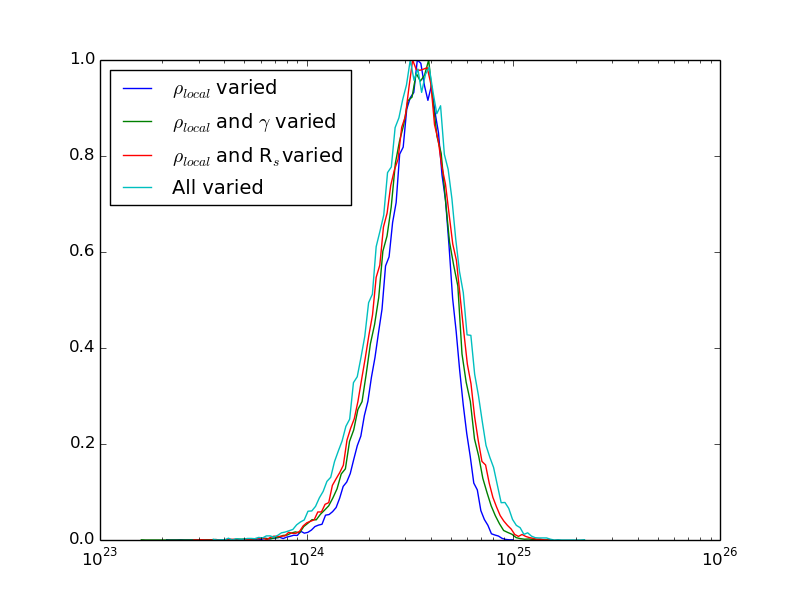 1.0
0.8
0.6
0.4
0.2
0.0
ρ_local varied
ρ_local and γ varied
ρ_local and R_s varied
All varied
10^23
10^24
10^25
10^26